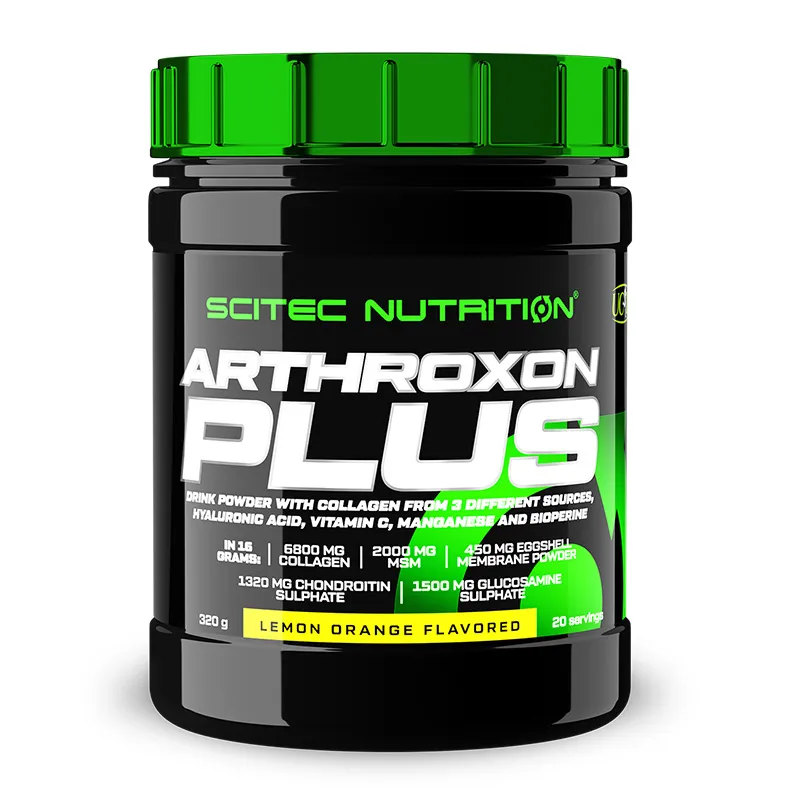 SCITEC NUTRITION®
ARTHROXON
PLUS
DRINK POWDER WITH COLLAGEN FROM 3 DIFFERENT SOURCES,
HYALURONIC ACID, VITAMIN C, MANGANESE AND BIOPERINE
IN 16 GRAMS: | 6800 MG COLLAGEN | 2000 MG MSM | 450 MG EGGSHELL MEMBRANE POWDER
1320 MG CHONDROITIN SULPHATE | 1500 MG GLUCOSAMINE SULPHATE
320 g
LEMON ORANGE FLAVORED
20 servings